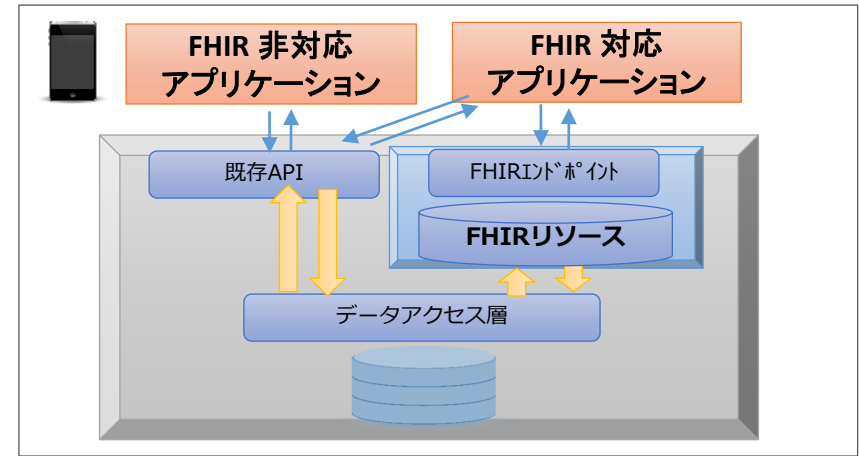 FHIR 非対応
アプリケーション
FHIR 対応
アプリケーション
既存API
FHIRｴﾝﾄﾞﾎﾟｲﾝﾄ
FHIRリソース
データアクセス層